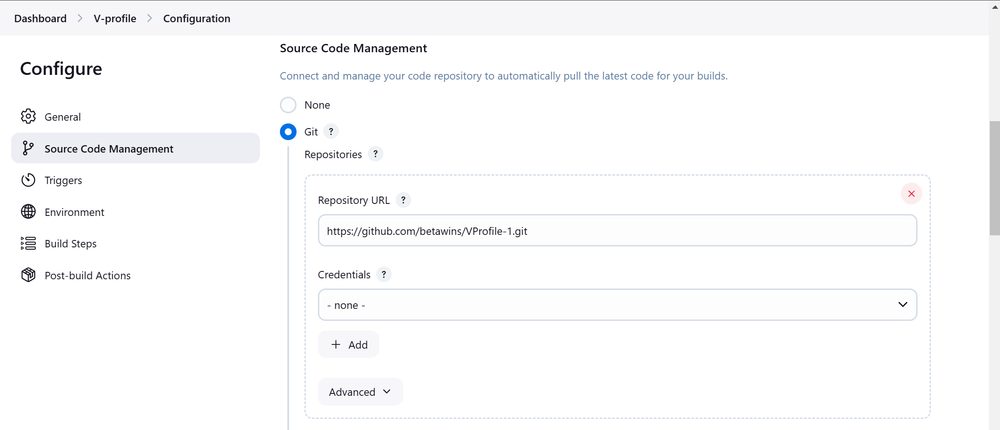 Dashboard > V-profile > Configuration
Configure
General
Source Code Management
Triggers
Environment
Build Steps
Post-build Actions
Source Code Management
Connect and manage your code repository to automatically pull the latest code for your builds.
None
Git ?
Repositories ?
Repository URL ?
https://github.com/betawins/VProfile-1.git
Credentials ?
- none -
+ Add
Advanced